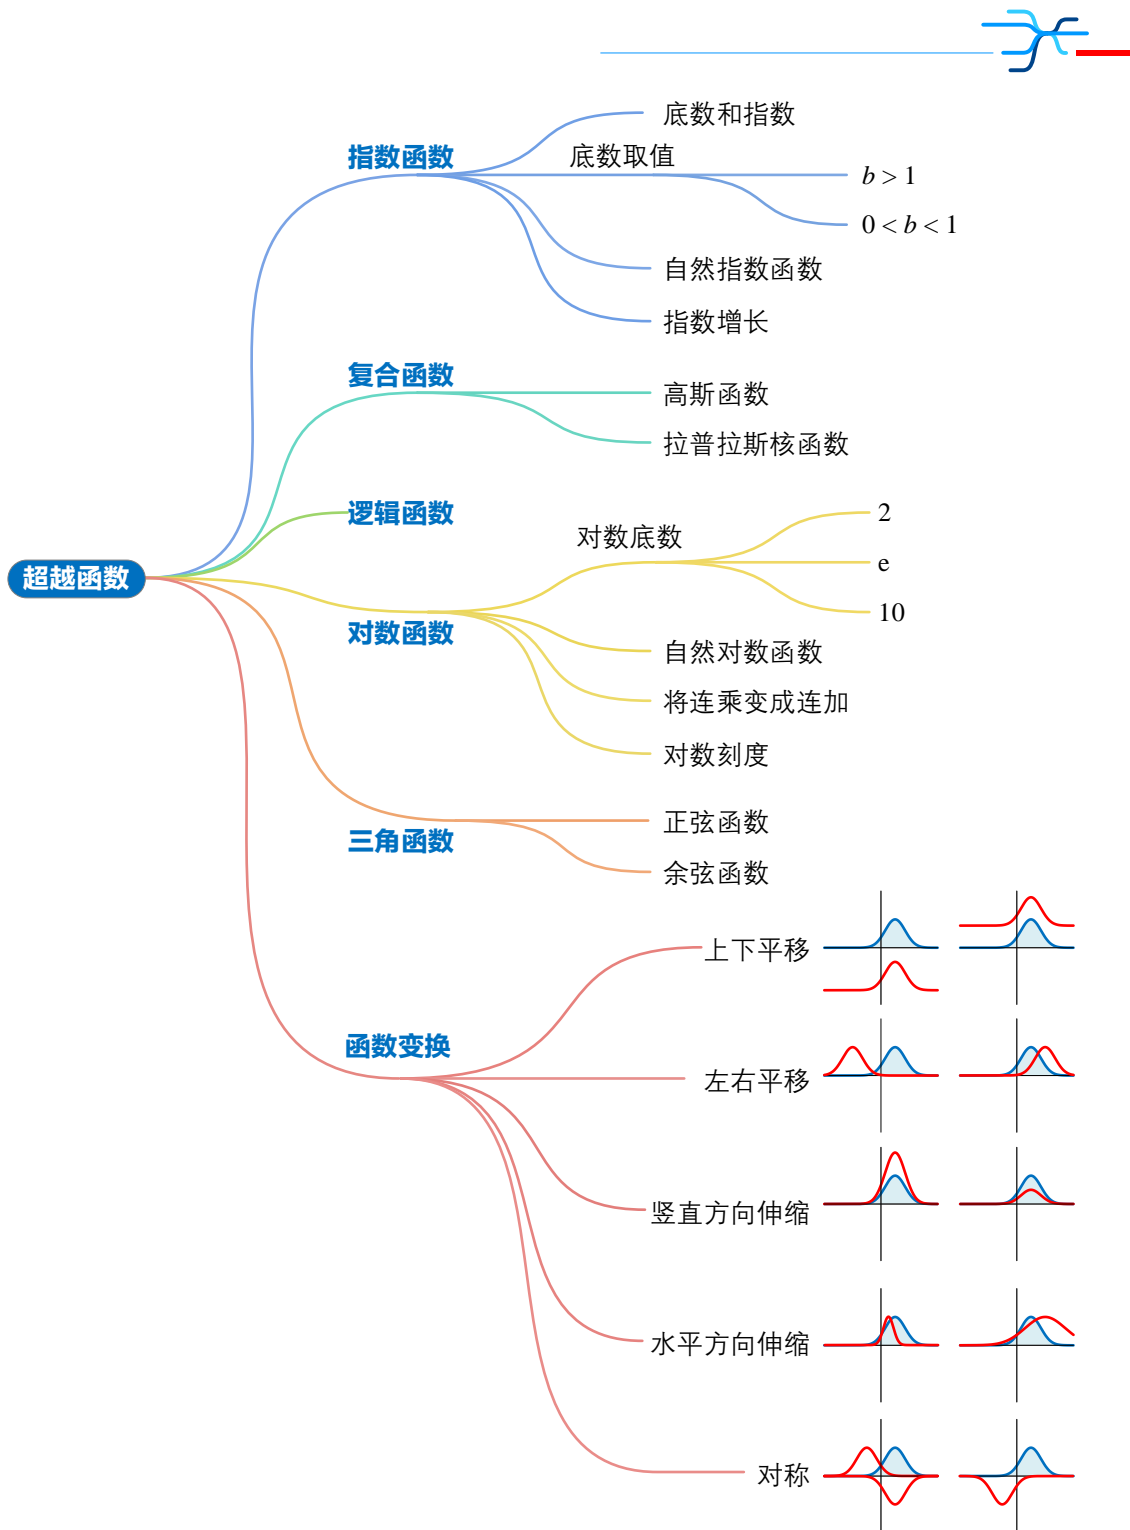 底数和指数
指数函数
底数取值
b > 1
0 < b < 1
自然指数函数
指数增长
复合函数
高斯函数
拉普拉斯核函数
逻辑函数
2
对数底数
e
超越函数
10
对数函数
自然对数函数
将连乘变成连加
对数刻度
正弦函数
三角函数
余弦函数
上下平移
函数变换
左右平移
竖直方向伸缩
水平方向伸缩
对称